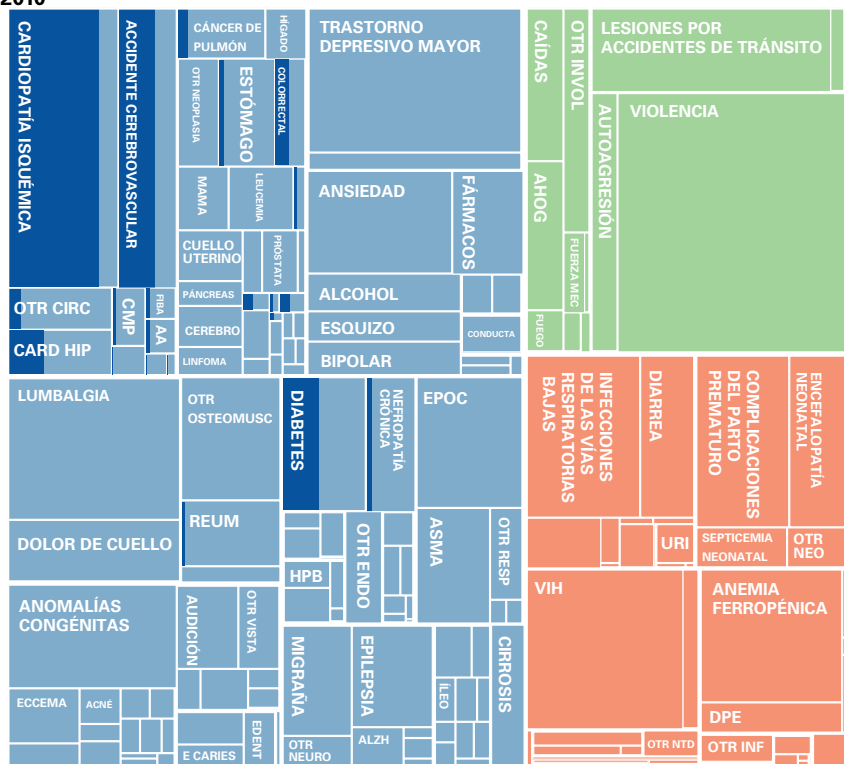 2010
CARDIOPATÍA ISQUÉMICA
ACCIDENTE CEREBROVASCULAR
CÁNCER DE
PULMÓN
HÍGADO
OTR NEOPLASIA
ESTÓMAGO
COLORRECTAL
MAMA
LEUCEMIA
CUELLO
UTERINO
PRÓSTATA
PÁNCREAS
CEREBRO
LINFOMA
OTR CIRC
CMP
FIBA
AA
CARD HIP
TRASTORNO
DEPRESIVO MAYOR
ANSIEDAD
FÁRMACOS
ALCOHOL
ESQUIZO
CONDUCTA
BIPOLAR
CAÍDAS
OTR INVOL
LESIONES POR
ACCIDENTES DE TRÁNSITO
AUTOAGRESIÓN
VIOLENCIA
AHOG
FUERZA MEC
FUEGO
LUMBALGIA
OTR
OSTEOMUSC
DOLOR DE CUELLO
REUM
DIABETES
NEFROPATÍA
CRÓNICA
EPOC
HPB
OTR ENDO
ASMA
OTR RESP
INFECCIONES
DE LAS VÍAS
RESPIRATORIAS
BAJAS
DIARREA
COMPLICACIONES
DEL PARTO
PREMATURO
ENCEFALOPATÍA
NEONATAL
URI
SEPTICEMIA
NEONATAL
OTR
NEO
ANOMALÍAS
CONGÉNITAS
AUDICIÓN
OTR VISTA
ECCEMA
ACNÉ
E CARIES
EDENT
MIGRAÑA
EPILEPSIA
ÍLEO
CIRROSIS
OTR
NEURO
ALZH
VIH
ANEMIA
FERROPÉNICA
DPE
OTR NTD
OTR INF